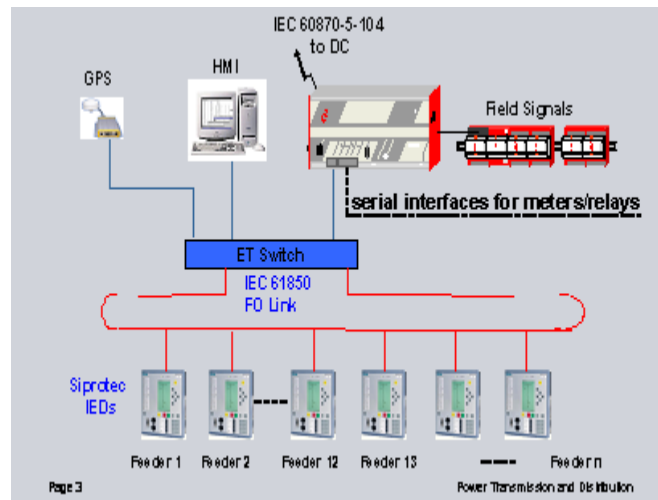 IEC 60870-5-104
to DC
GPS
HMI
Field Signals
serial interfaces for meters/relays
ET Switch
IEC 61850
FO Link
Siprotec
IEDs
Feeder 1
Feeder 2
Feeder 12
Feeder 13
Feeder n
Page 3
Power Transmission and Distribution